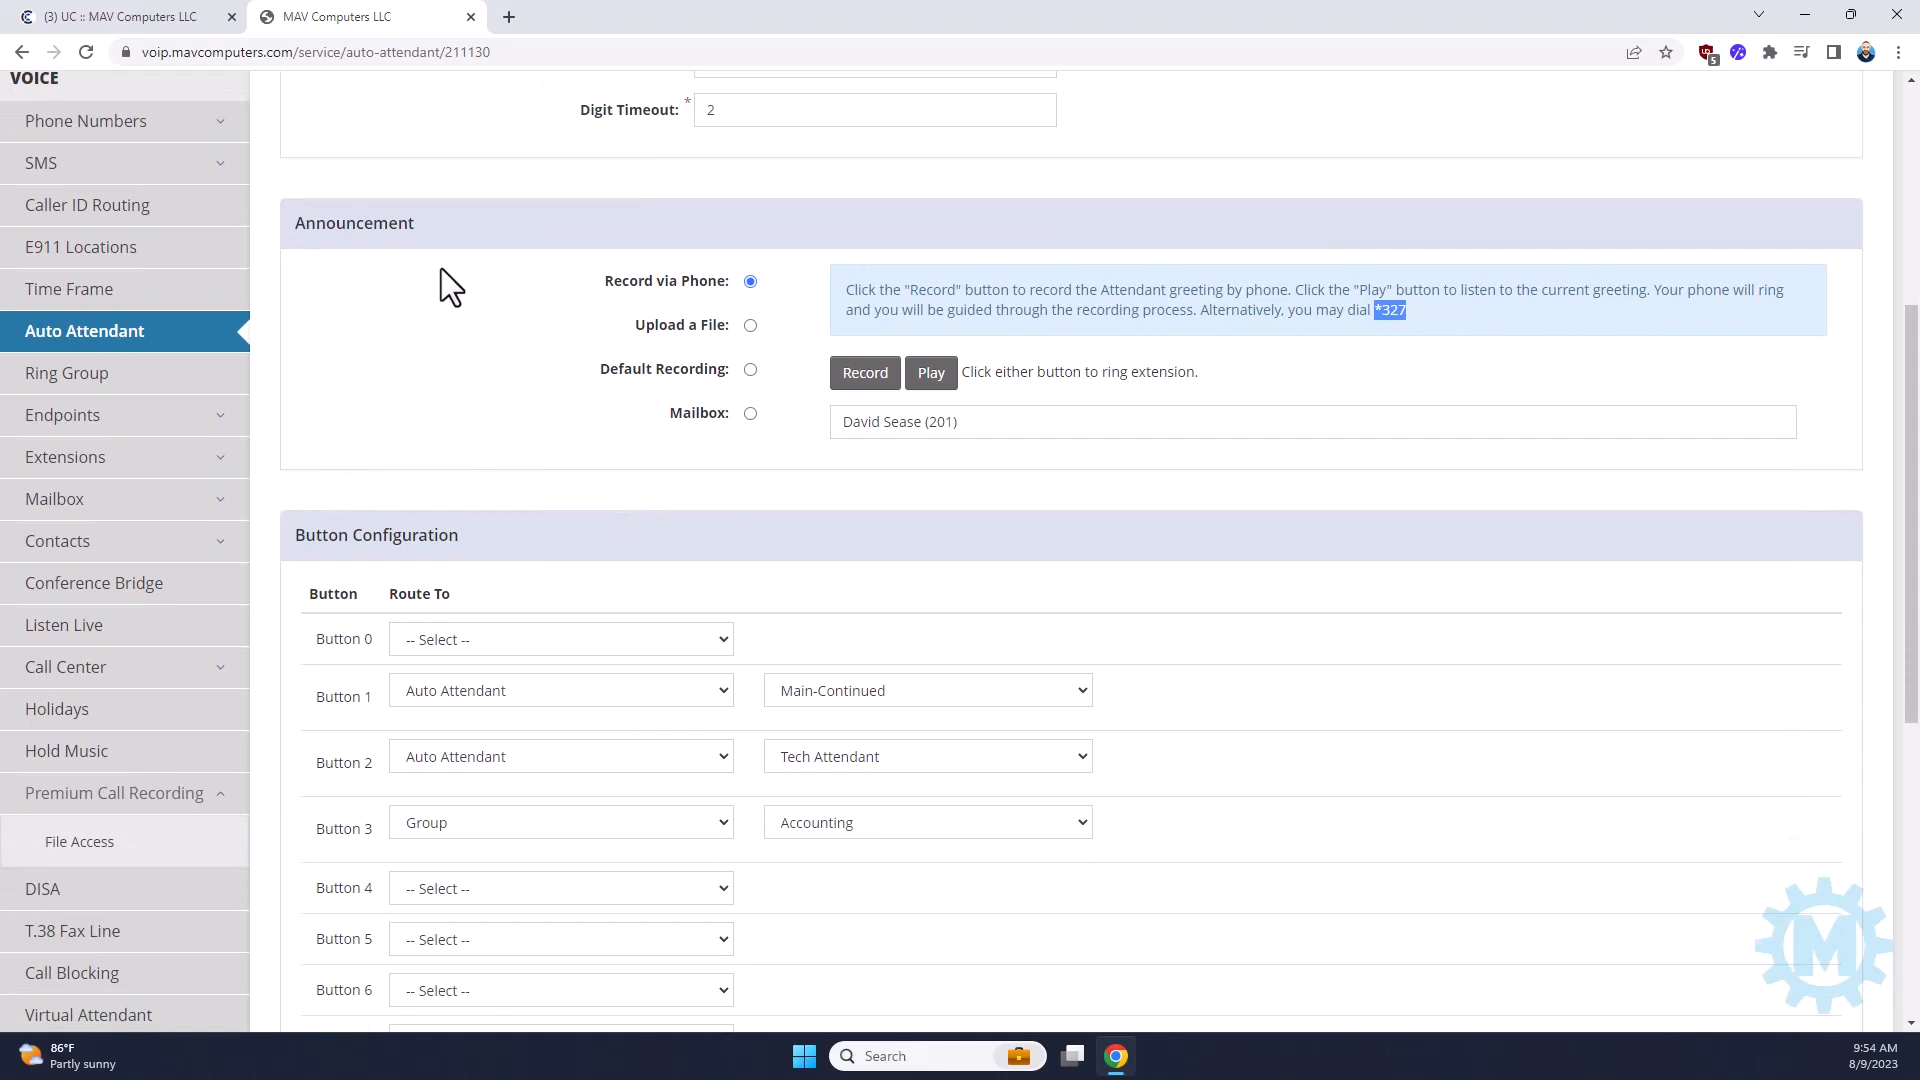 (3) UC :: MAV Computers LLC
MAV Computers LLC
voip.mavcomputers.com/service/auto-attendant/211130
5
VOICE
Phone Numbers
SMS
Caller ID Routing
E911 Locations
Time Frame
Auto Attendant
Ring Group
Endpoints
Extensions
Mailbox
Contacts
Conference Bridge
Listen Live
Call Center
Holidays
Hold Music
Premium Call Recording
File Access
DISA
T.38 Fax Line
Call Blocking
Virtual Attendant
Digit Timeout: * 2
Announcement
Record via Phone:
Upload a File:
Default Recording:
Mailbox:
Click the "Record" button to record the Attendant greeting by phone. Click the "Play" button to listen to the current greeting. Your phone will ring
and you will be guided through the recording process. Alternatively, you may dial *327
Record Play Click either button to ring extension.
David Sease (201)
Button Configuration
Button Route To
Button 0 -- Select --
Button 1 Auto Attendant Main-Continued
Button 2 Auto Attendant Tech Attendant
Button 3 Group Accounting
Button 4 -- Select --
Button 5 -- Select --
Button 6 -- Select --
M
86°F
Partly sunny
Search
9:54 AM
8/9/2023